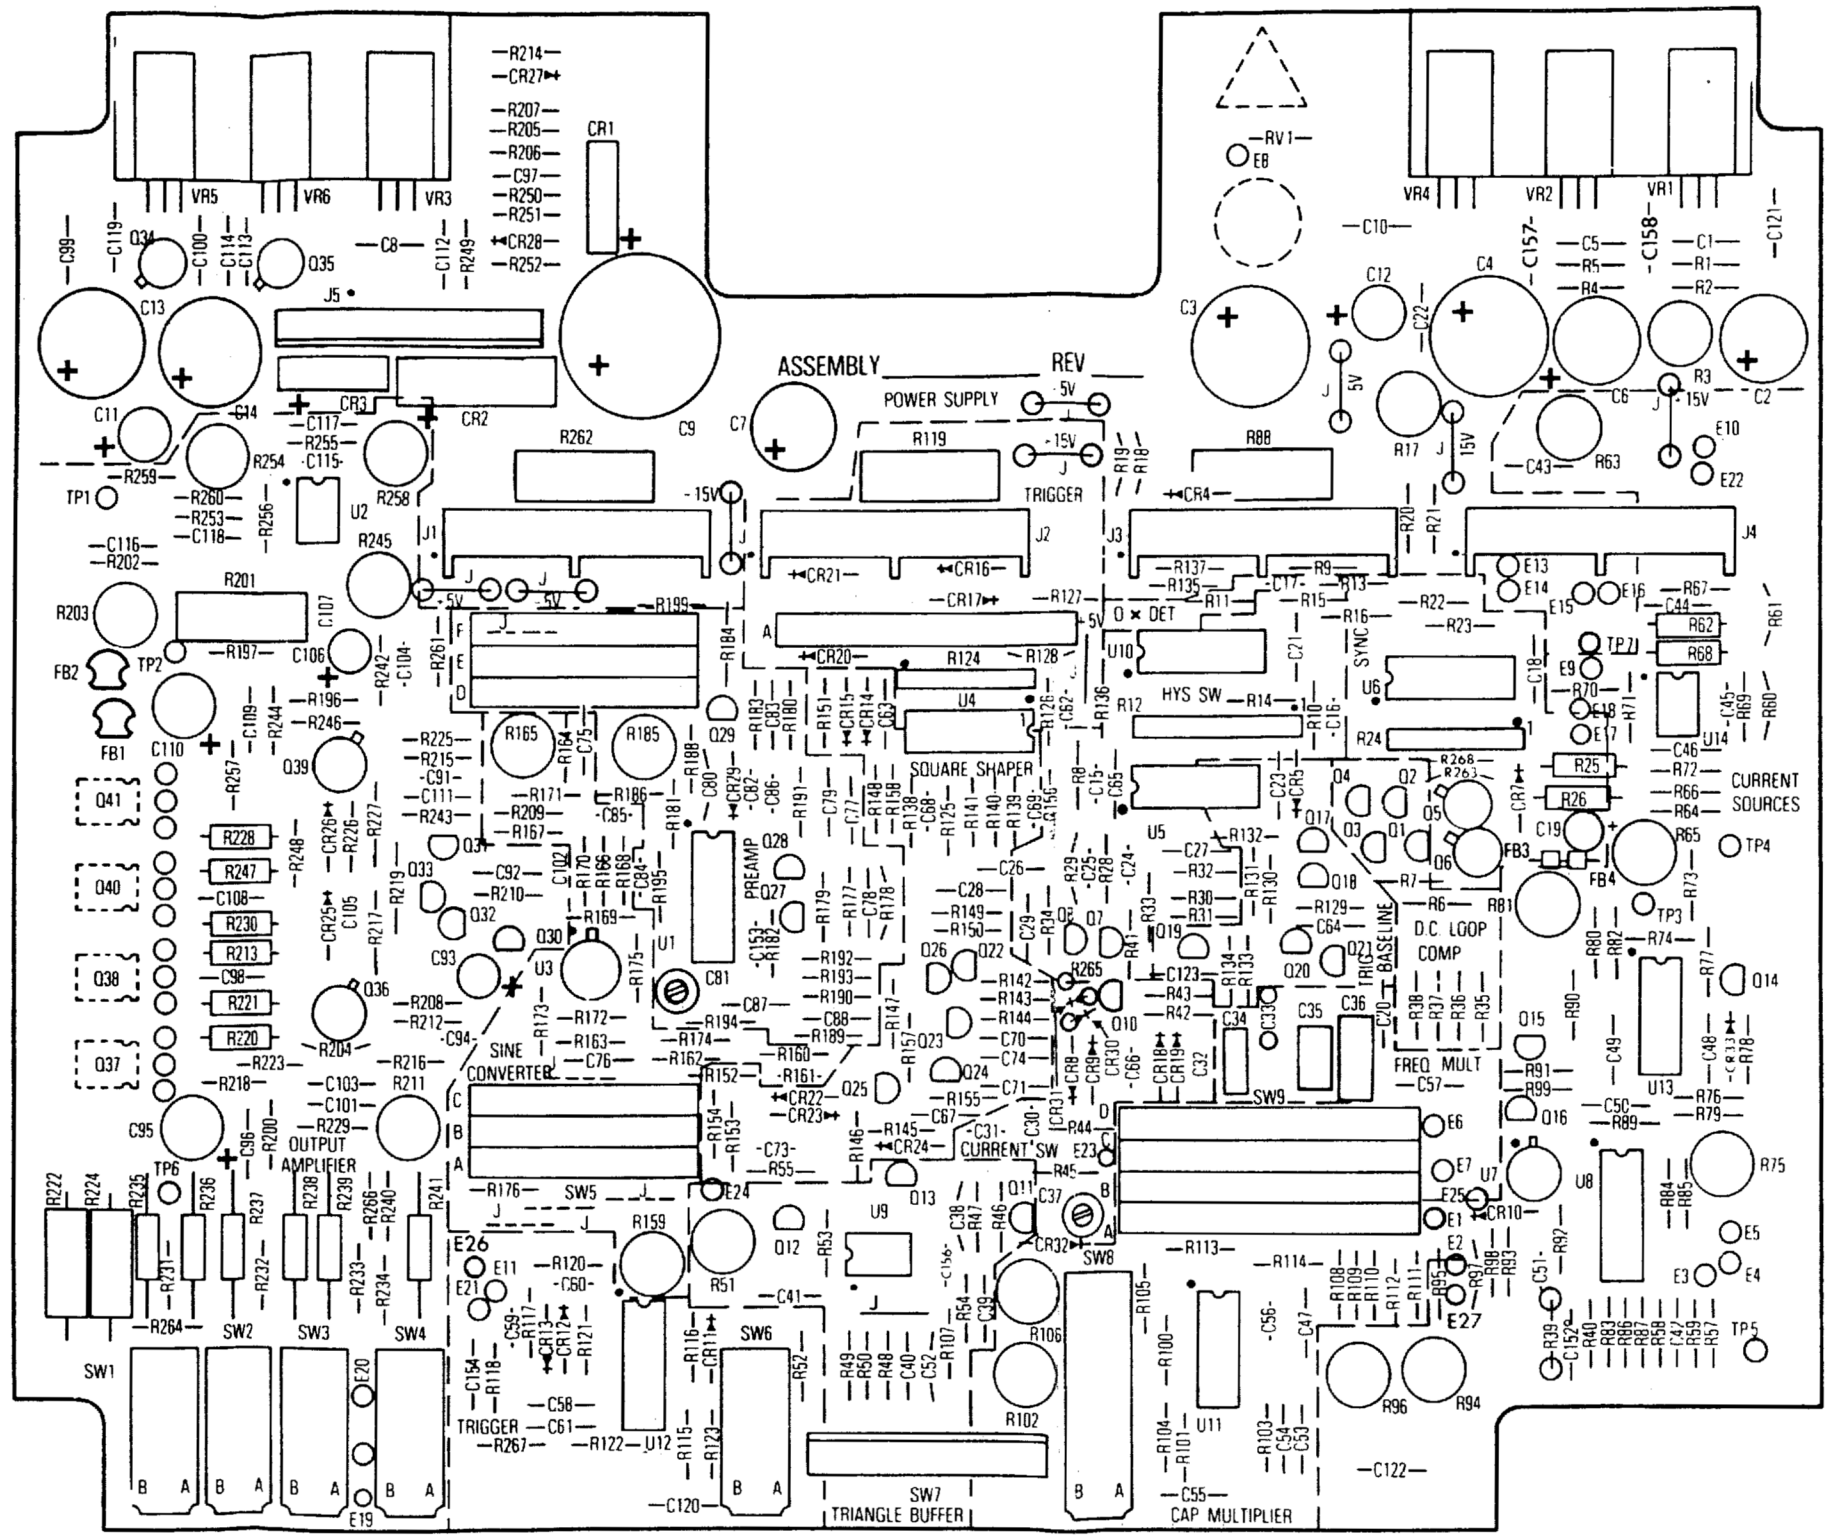 R214
CR27
R207
R205
R206
C97
R250
R251
CR28
R252
CR1
RV1
E8
VR5
VR6
VR3
VR4
VR2
VR1
C99
C119
Q34
C100
C114
C113
Q35
C8
C112
R249
C10
C157
C5
R5
R4
C158
C1
R1
R2
C121
C13
J5
C3
C12
C22
C4
C6
R3
C2
ASSEMBLY
REV
POWER SUPPLY
5V
J
5V
J
-15V
J
C11
C14
CR3
CR2
C9
C7
C117
R255
C115
R254
R259
R258
R262
R119
-15V
J
TRIGGER
R19
R18
R88
CR4
R17
J
15V
C43
R63
E10
E22
TP1
R260
R253
C118
R256
U2
-15V
J
J1
J2
J3
R20
R21
J4
C116
R202
R245
CR21
CR16
R137
R135
R9
C17
R13
E13
E14
R203
R201
C107
J
-5V
J
5V
R199
CR17
R127
0 x DET
R11
R15
R16
R22
R23
E15
E16
R67
C44
R62
R61
FB2
TP2
R197
C106
R242
C104
R261
F
E
D
J
R184
A
+5V
CR20
R124
R128
U10
C21
SYNC
U6
C18
TP7
E9
R68
FB1
C110
C109
R244
R196
R246
Q29
R183
C83
R180
R151
CR15
CR14
C63
U4
1
R126
C62
R136
HYS SW
R12
R14
R10
C16
R24
1
R70
E18
E17
R71
U14
C45
R69
R60
Q39
R257
R225
R215
C91
C111
R243
R165
R164
C75
R185
R188
C80
CR29
C82
C86
SQUARE SHAPER
R8
C15
C65
C23
CR5
R268
R263
CR7
R25
R26
C46
R72
R66
R64
CURRENT
SOURCES
Q41
R228
R248
CR26
R226
R227
R171
R209
R167
R186
C85
R181
R191
C79
C77
R148
R158
R138
C68
R125
R141
R140
R139
C69
R156
U5
Q4
Q2
Q17
Q3
Q1
Q5
Q6
FB3
C19
FB4
R65
TP4
Q40
R247
C108
R230
R219
Q33
Q31
C92
R210
Q32
C102
R170
R166
R168
C84
R195
PREAMP
Q28
Q27
R179
R177
C78
R178
C26
C28
R149
R150
C29
R34
R29
C25
R28
C24
C27
R32
R30
R31
R33
R132
R131
R130
Q18
R129
C64
R7
R6
R81
TP3
R73
Q38
R213
C98
R221
R220
CR25
C105
R217
Q30
R169
C93
U3
R175
U1
C81
C153
R182
R192
R193
R190
C88
R189
R147
Q26
Q22
Q8
Q7
R41
Q19
Q20
Q21
TRIG
BASELINE
D.C. LOOP
COMP
R80
R82
R74
R77
Q14
Q36
R208
R212
C94
R173
R172
R163
C76
C87
R194
R174
R162
R160
R161
R157
Q23
R142
R143
R144
C70
C74
R265
Q10
C123
R43
R42
R134
R133
C34
C33
C35
C36
C20
R38
R37
R36
R35
R90
Q15
C49
U13
C48
CR33
R78
Q37
R223
R218
R204
R216
C103
C101
R229
R211
SINE
CONVERTER
C
B
A
R152
R154
R153
CR22
CR23
Q25
Q24
R155
C71
C67
R145
CR24
R146
C31
C30
CR31
CR8
CR9
CR30
C66
CR18
CR19
C32
SW9
D
C
B
A
FREQ MULT
C57
R91
R99
Q16
C50
R89
R76
R79
C95
C96
R200
OUTPUT
AMPLIFIER
TP6
C73
R55
CURRENT SW
R44
E23
R45
E6
E7
U7
E25
E1
CR10
U8
R84
R85
R75
R222
R224
R235
R236
R237
R238
R239
R266
R240
R241
R176
SW5
J
E24
Q13
U9
C38
R47
R46
Q11
C37
CR32
SW8
J
J
R231
R232
R233
R234
E26
E21
E11
R120
C60
R159
R51
Q12
R53
C156
R54
C39
R105
R113
R114
R108
R109
R110
R112
R111
E2
R95
R97
R98
R93
E27
R92
C51
E5
E4
E3
R264
SW2
SW3
SW4
C59
R117
CR13
CR12
R121
R116
CR11
SW6
C41
J
R106
R107
R100
C56
C47
R39
C152
R40
R83
R86
R87
R58
C42
R59
R57
TP5
SW1
E20
C154
R118
C58
C61
TRIGGER
R267
R122
U12
R115
R123
R52
R49
R50
R48
C40
C52
R102
R104
R101
U11
R103
C54
C53
R96
R94
C122
B
A
B
A
B
A
B
A
E19
C120
B
A
SW7
TRIANGLE BUFFER
B
A
C55
CAP MULTIPLIER